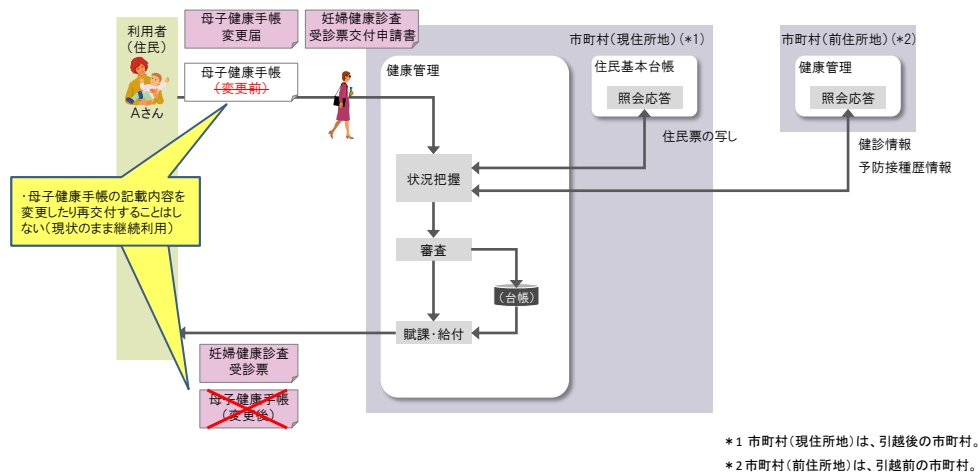 利用者
(住民)
Aさん
母子健康手帳
変更届
妊婦健康診査
受診票交付申請書
母子健康手帳
(変更前)
・母子健康手帳の記載内容を
変更したり再交付することはし
ない(現状のまま継続利用)
市町村(現住所地)(*1)
健康管理
住民基本台帳
照会応答
住民票の写し
市町村(前住所地)(*2)
健康管理
照会応答
健診情報
予防接種歴情報
状況把握
審査
(台帳)
賦課・給付
妊婦健康診査
受診票
母子健康手帳
(変更後)
*1 市町村(現住所地)は、引越後の市町村。
*2市町村(前住所地)は、引越前の市町村。